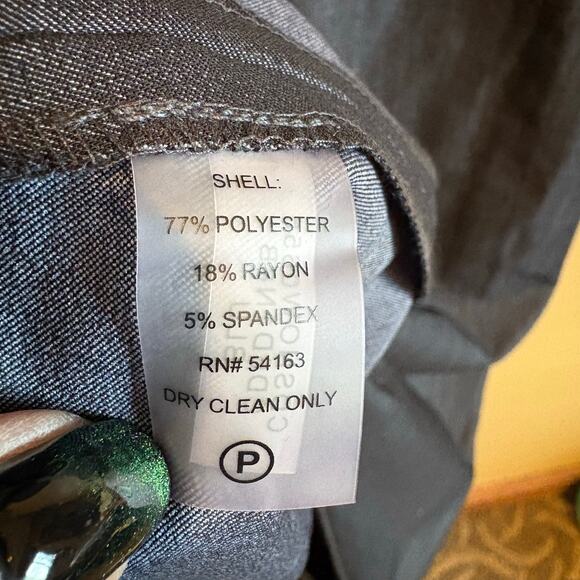 SHELL:
77% POLYESTER
18% RAYON
5% SPANDEX
RN# 54163
DRY CLEAN ONLY
P